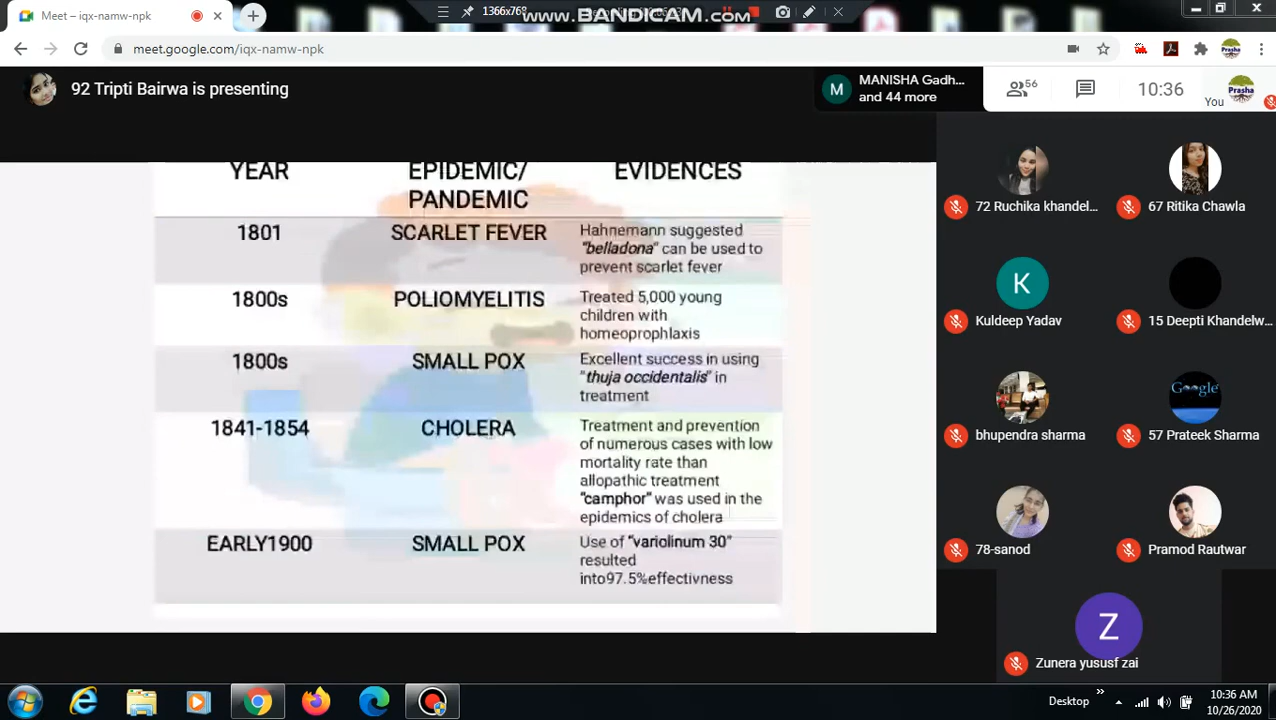 Meet – iqx-namw-npk
1366x768
www.BANDICAM.com
meet.google.com/iqx-namw-npk
Prasha
92 Tripti Bairwa is presenting
M
MANISHA Gadh...
and 44 more
56
10:36
You
Prasha
YEAR
EPIDEMIC/
PANDEMIC
EVIDENCES
1801
SCARLET FEVER
Hahnemann suggested
"belladona" can be used to
prevent scarlet fever
1800s
POLIOMYELITIS
Treated 5,000 young
children with
homeoprophlaxis
1800s
SMALL POX
Excellent success in using
"thuja occidentalis" in
treatment
1841-1854
CHOLERA
Treatment and prevention
of numerous cases with low
mortality rate than
allopathic treatment
"camphor" was used in the
epidemics of cholera
EARLY1900
SMALL POX
Use of "variolinum 30"
resulted
into97.5%effectivness
72 Ruchika khandel...
67 Ritika Chawla
K
Kuldeep Yadav
15 Deepti Khandelw...
Google
bhupendra sharma
57 Prateek Sharma
78-sanod
Pramod Rautwar
Z
Zunera yususf zai
Desktop
10:36 AM
10/26/2020